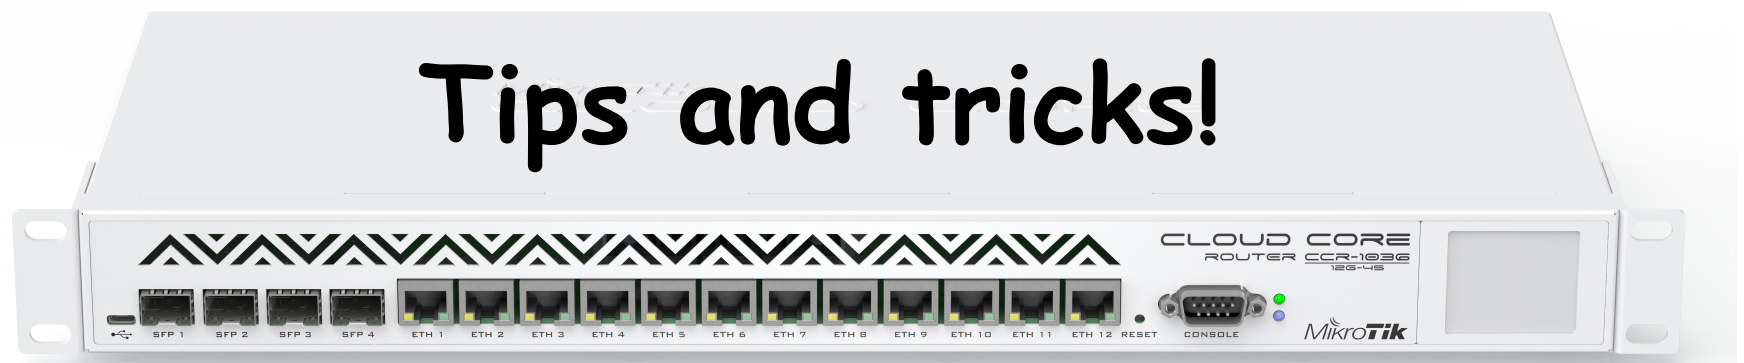 Tips and tricks!
CLOUD CORE
ROUTER CCR-1036
12G-4S
SFP 1 SFP 2 SFP 3 SFP 4 ETH 1 ETH 2 ETH 3 ETH 4 ETH 5 ETH 6 ETH 7 ETH 8 ETH 9 ETH 10 ETH 11 ETH 12 RESET CONSOLE
MikroTik